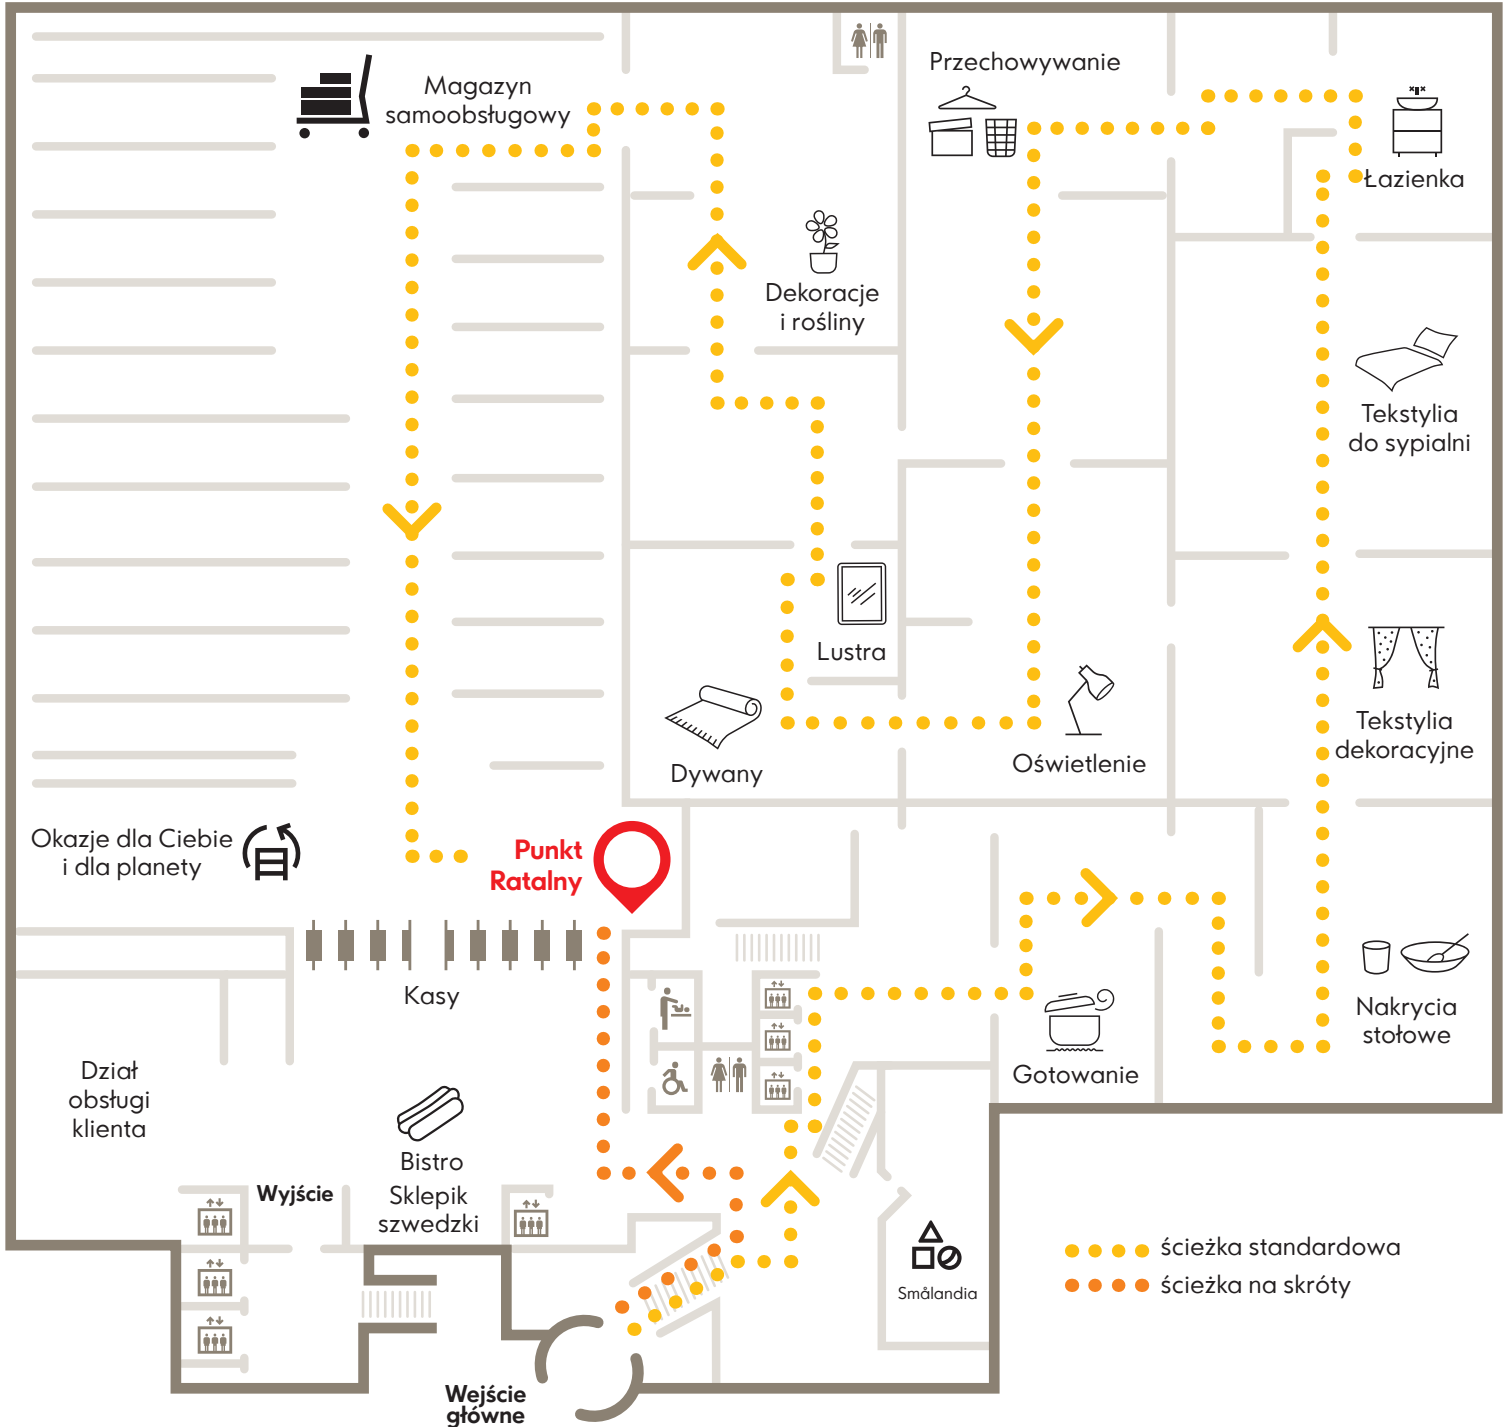 Magazyn
samoobsługowy
Przechowywanie
Łazienka
Dekoracje
i rośliny
Tekstylia
do sypialni
Lustra
Tekstylia
dekoracyjne
Dywany
Oświetlenie
Okazje dla Ciebie
i dla planety
Punkt
Ratalny
Kasy
Nakrycia
stołowe
Gotowanie
Dział
obsługi
klienta
Bistro
Sklepik
szwedzki
Wyjście
Smålandia
ścieżka standardowa
ścieżka na skróty
Wejście
główne